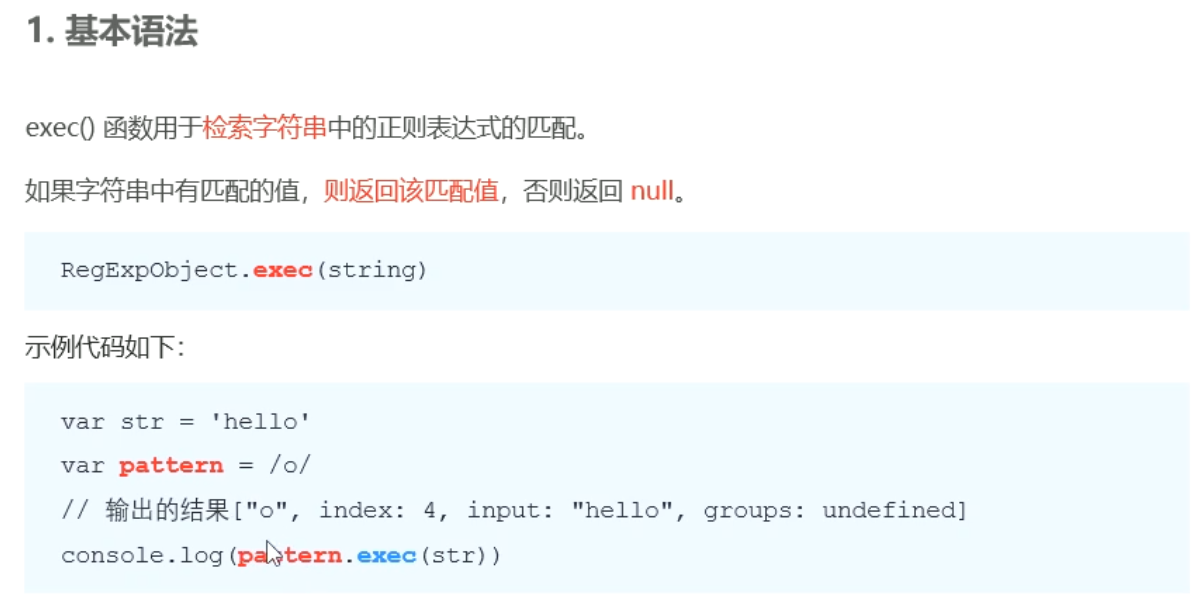 1. 基本语法
exec() 函数用于检索字符串中的正则表达式的匹配。
如果字符串中有匹配的值，则返回该匹配值，否则返回 null。
RegExpObject.exec(string)
示例代码如下：
var str = 'hello'
var pattern = /o/
// 输出的结果["o", index: 4, input: "hello", groups: undefined]
console.log(pattern.exec(str))